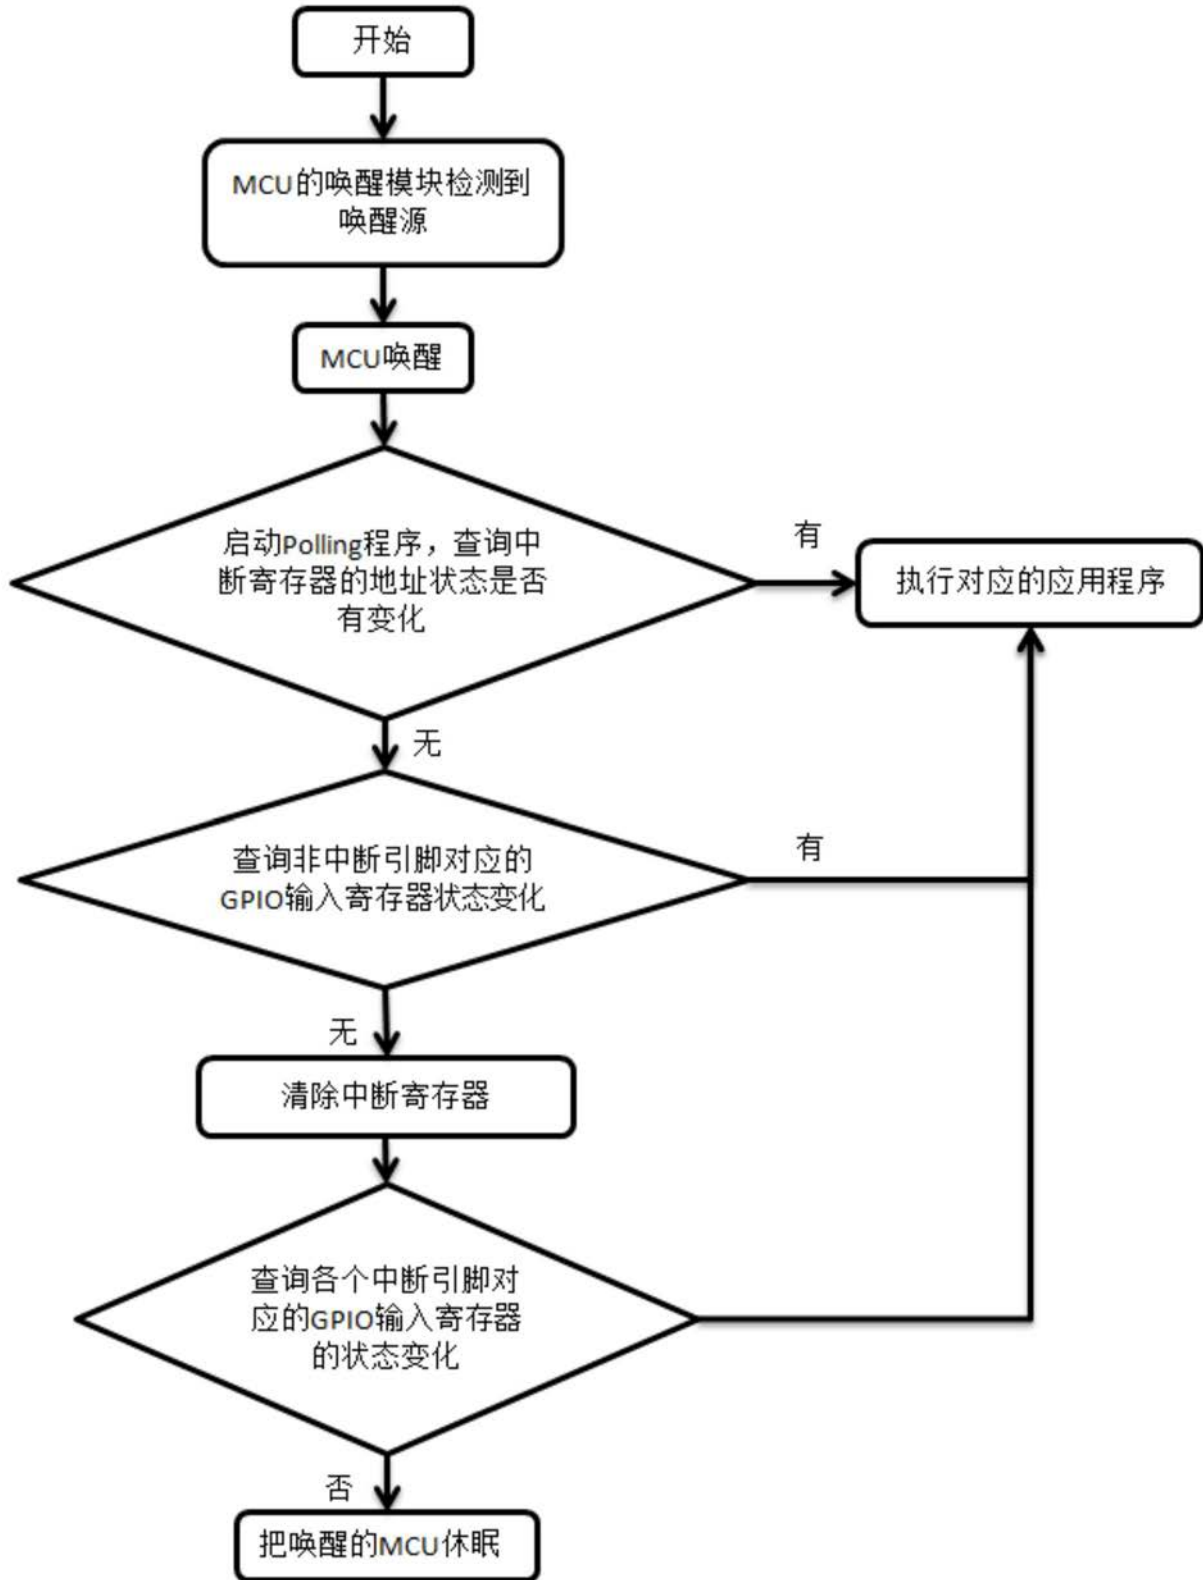 开始
MCU的唤醒模块检测到
唤醒源
MCU唤醒
启动Polling程序，查询中
断寄存器的地址状态是否
有变化
有
执行对应的应用程序
无
查询非中断引脚对应的
GPIO输入寄存器状态变化
有
无
清除中断寄存器
查询各个中断引脚对
应的GPIO输入寄存器
的状态变化
否
把唤醒的MCU休眠